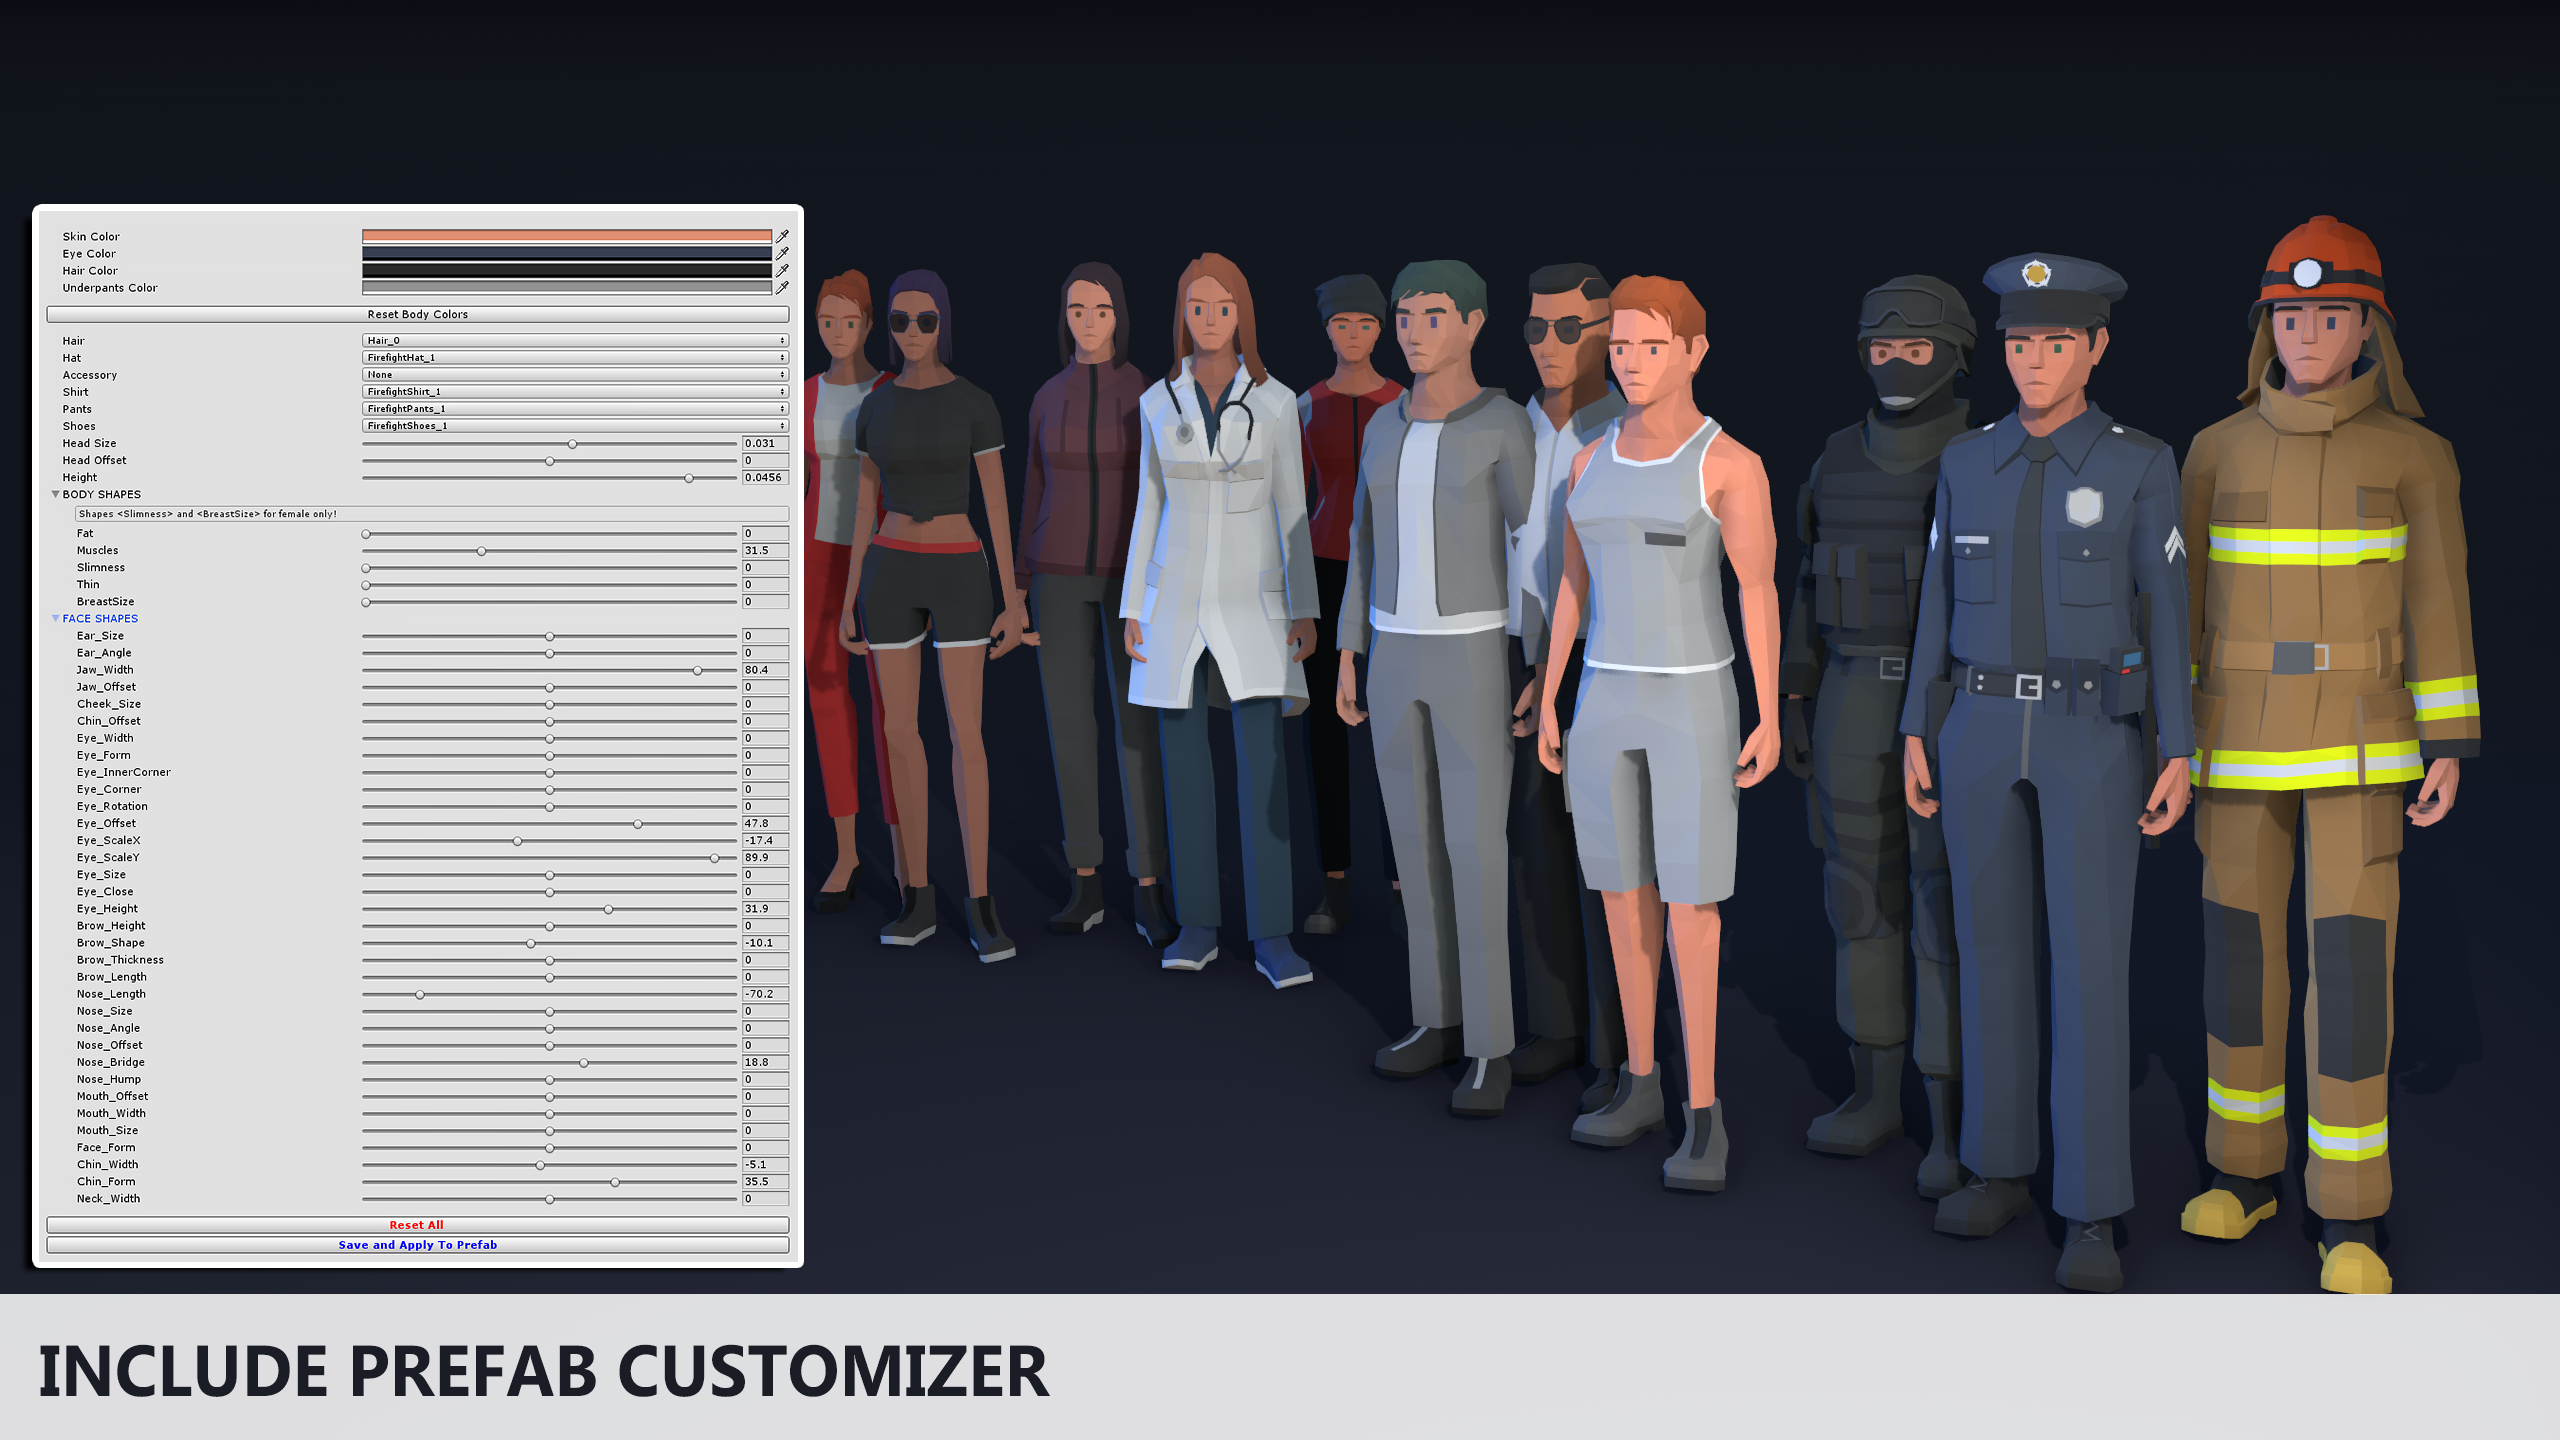 Skin Color
Eye Color
Hair Color
Underpants Color
Reset Body Colors
Hair Hair_0
Hat FirefightHat_1
Accessory None
Shirt FirefightShirt_1
Pants FirefightPants_1
Shoes FirefightShoes_1
Head Size 0.031
Head Offset 0
Height 0.0456
BODY SHAPES
Shapes <Slimness> and <BreastSize> for female only!
Fat 0
Muscles 31.5
Slimness 0
Thin 0
BreastSize 0
FACE SHAPES
Ear_Size 0
Ear_Angle 0
Jaw_Width 80.4
Jaw_Offset 0
Cheek_Size 0
Chin_Offset 0
Eye_Width 0
Eye_Form 0
Eye_InnerCorner 0
Eye_Corner 0
Eye_Rotation 0
Eye_Offset 47.8
Eye_ScaleX -17.4
Eye_ScaleY 89.9
Eye_Size 0
Eye_Close 0
Eye_Height 31.9
Brow_Height 0
Brow_Shape -10.1
Brow_Thickness 0
Brow_Length 0
Nose_Length -70.2
Nose_Size 0
Nose_Angle 0
Nose_Offset 0
Nose_Bridge 18.8
Nose_Hump 0
Mouth_Offset 0
Mouth_Width 0
Mouth_Size 0
Face_Form 0
Chin_Width -5.1
Chin_Form 35.5
Neck_Width 0
Reset All
Save and Apply To Prefab
INCLUDE PREFAB CUSTOMIZER